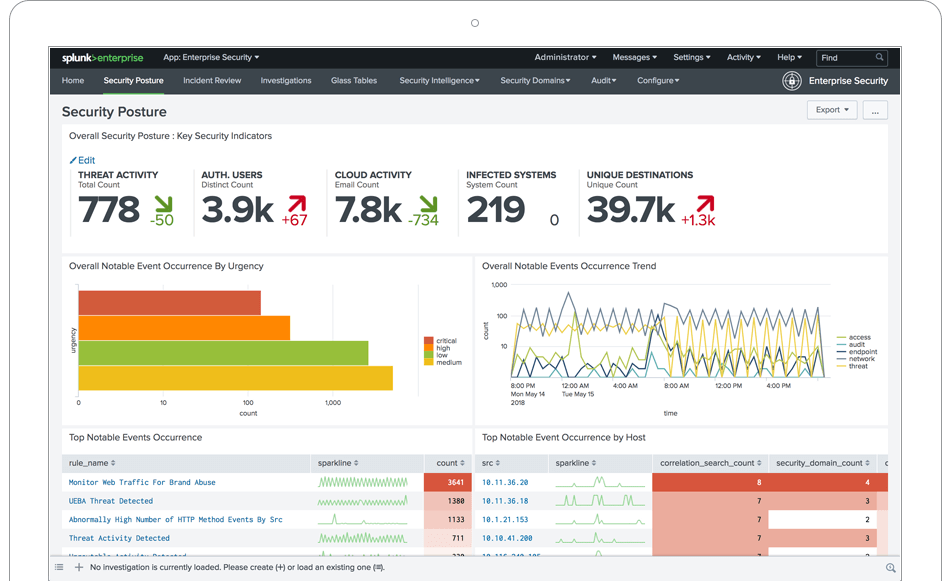 splunk>enterprise App: Enterprise Security Administrator Messages Settings Activity Help Find
Home Security Posture Incident Review Investigations Glass Tables Security Intelligence Security Domains Audit Configure Enterprise Security
Security Posture Export ...
Overall Security Posture : Key Security Indicators
Edit
THREAT ACTIVITY AUTH. USERS CLOUD ACTIVITY INFECTED SYSTEMS UNIQUE DESTINATIONS
Total Count Distinct Count Email Count System Count Unique Count
778 -50 3.9k +67 7.8k -734 219 0 39.7k +1.3k
Overall Notable Event Occurrence By Urgency
urgency
critical
high
low
medium
0 10 100 1,000
count
Overall Notable Events Occurrence Trend
1,000
100
10
count
access
audit
endpoint
network
threat
8:00 PM 12:00 AM 4:00 AM 8:00 AM 12:00 PM 4:00 PM
Mon May 14 Tue May 15
2018
time
Top Notable Events Occurrence
rule_name sparkline count
Monitor Web Traffic For Brand Abuse 3641
UEBA Threat Detected 1380
Abnormally High Number of HTTP Method Events By Src 1133
Threat Activity Detected 711
Top Notable Event Occurrence by Host
src sparkline correlation_search_count security_domain_count
10.11.36.20 8 4
10.11.36.18 7 3
10.1.21.153 7 2
10.10.41.200 7 3
No investigation is currently loaded. Please create (+) or load an existing one (≡).